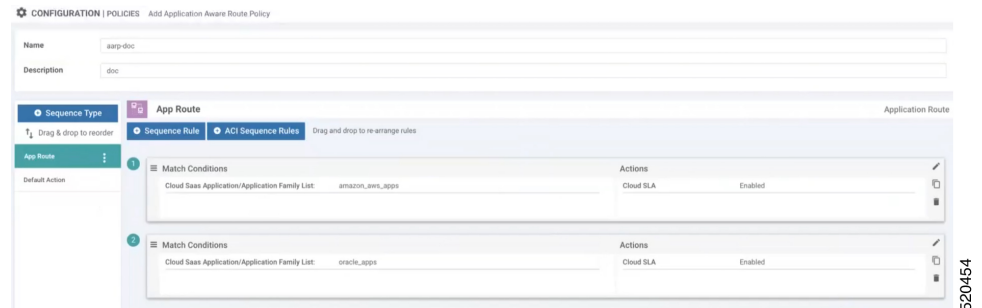 CONFIGURATION | POLICIES Add Application Aware Route Policy
Name aarp-doc
Description doc
Sequence Type
Drag & drop to reorder
App Route
Default Action
App Route Application Route
Sequence Rule ACI Sequence Rules Drag and drop to re-arrange rules
1 Match Conditions Actions
Cloud Saas Application/Application Family List: amazon_aws_apps Cloud SLA Enabled
2 Match Conditions Actions
Cloud Saas Application/Application Family List: oracle_apps Cloud SLA Enabled
520454